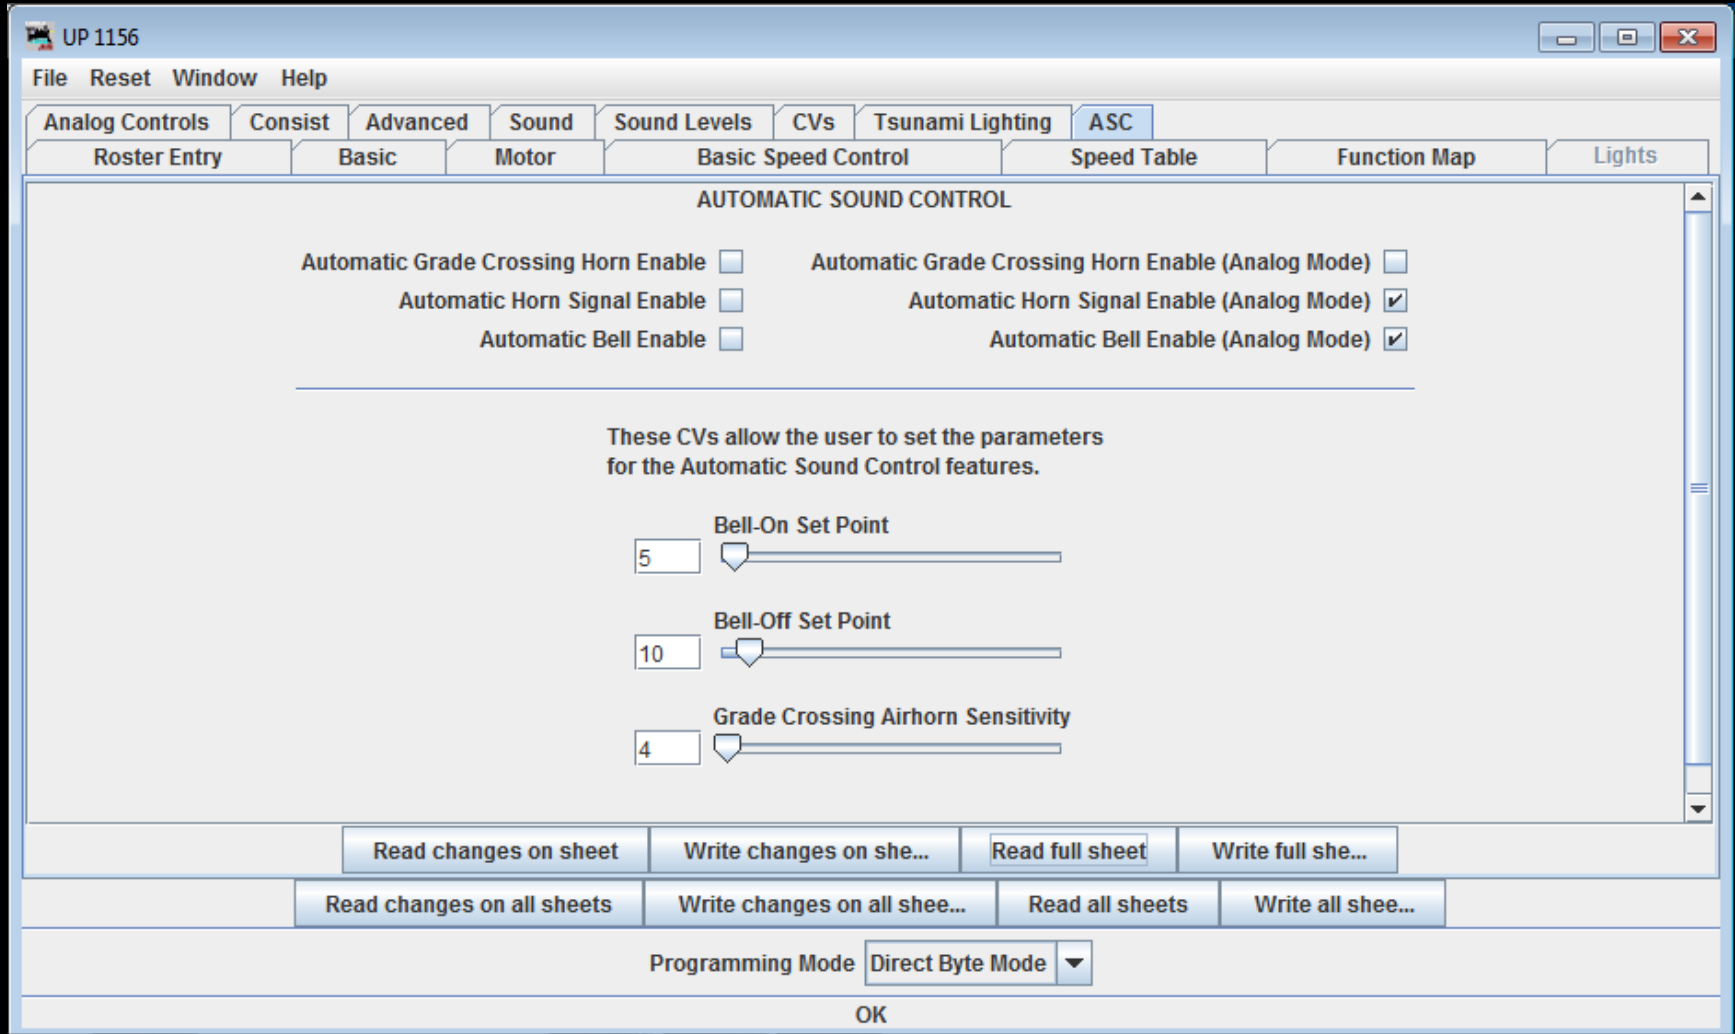 UP 1156
File Reset Window Help
Analog Controls Consist Advanced Sound Sound Levels CVs Tsunami Lighting ASC
Roster Entry Basic Motor Basic Speed Control Speed Table Function Map Lights
AUTOMATIC SOUND CONTROL
Automatic Grade Crossing Horn Enable Automatic Grade Crossing Horn Enable (Analog Mode)
Automatic Horn Signal Enable Automatic Horn Signal Enable (Analog Mode)
Automatic Bell Enable Automatic Bell Enable (Analog Mode)
These CVs allow the user to set the parameters
for the Automatic Sound Control features.
Bell-On Set Point
5
Bell-Off Set Point
10
Grade Crossing Airhorn Sensitivity
4
Read changes on sheet Write changes on she... Read full sheet Write full she...
Read changes on all sheets Write changes on all shee... Read all sheets Write all shee...
Programming Mode Direct Byte Mode
OK